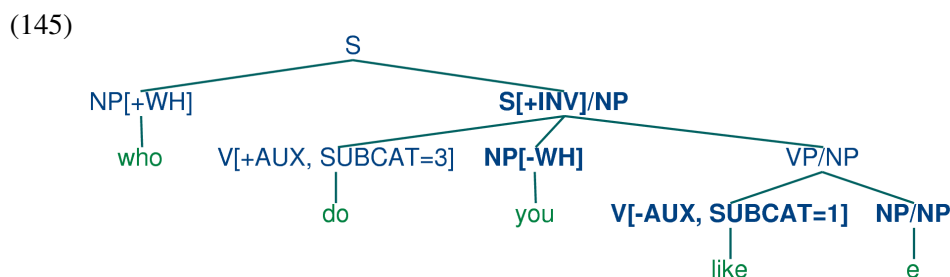 (145)
S
NP[+WH] S[+INV]/NP
who V[+AUX, SUBCAT=3] NP[-WH] VP/NP
do you V[-AUX, SUBCAT=1] NP/NP
like e